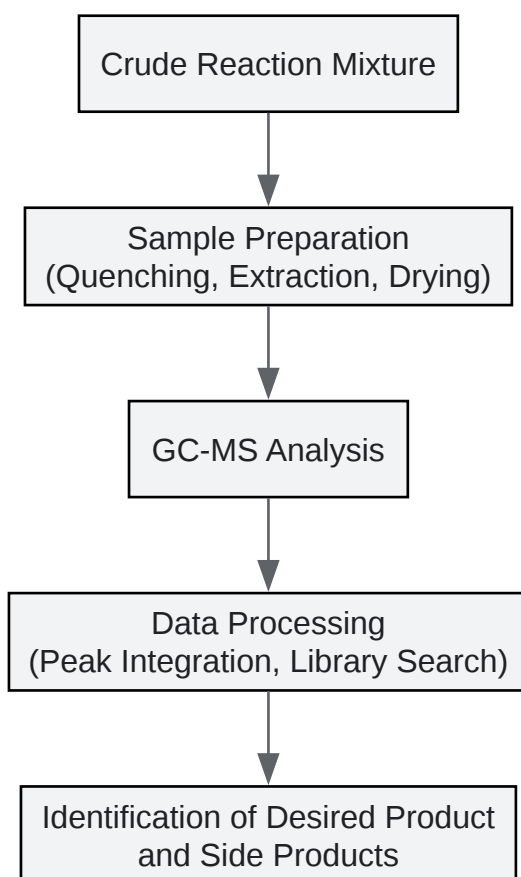 Crude Reaction Mixture
Sample Preparation
(Quenching, Extraction, Drying)
GC-MS Analysis
Data Processing
(Peak Integration, Library Search)
Identification of Desired Product
and Side Products